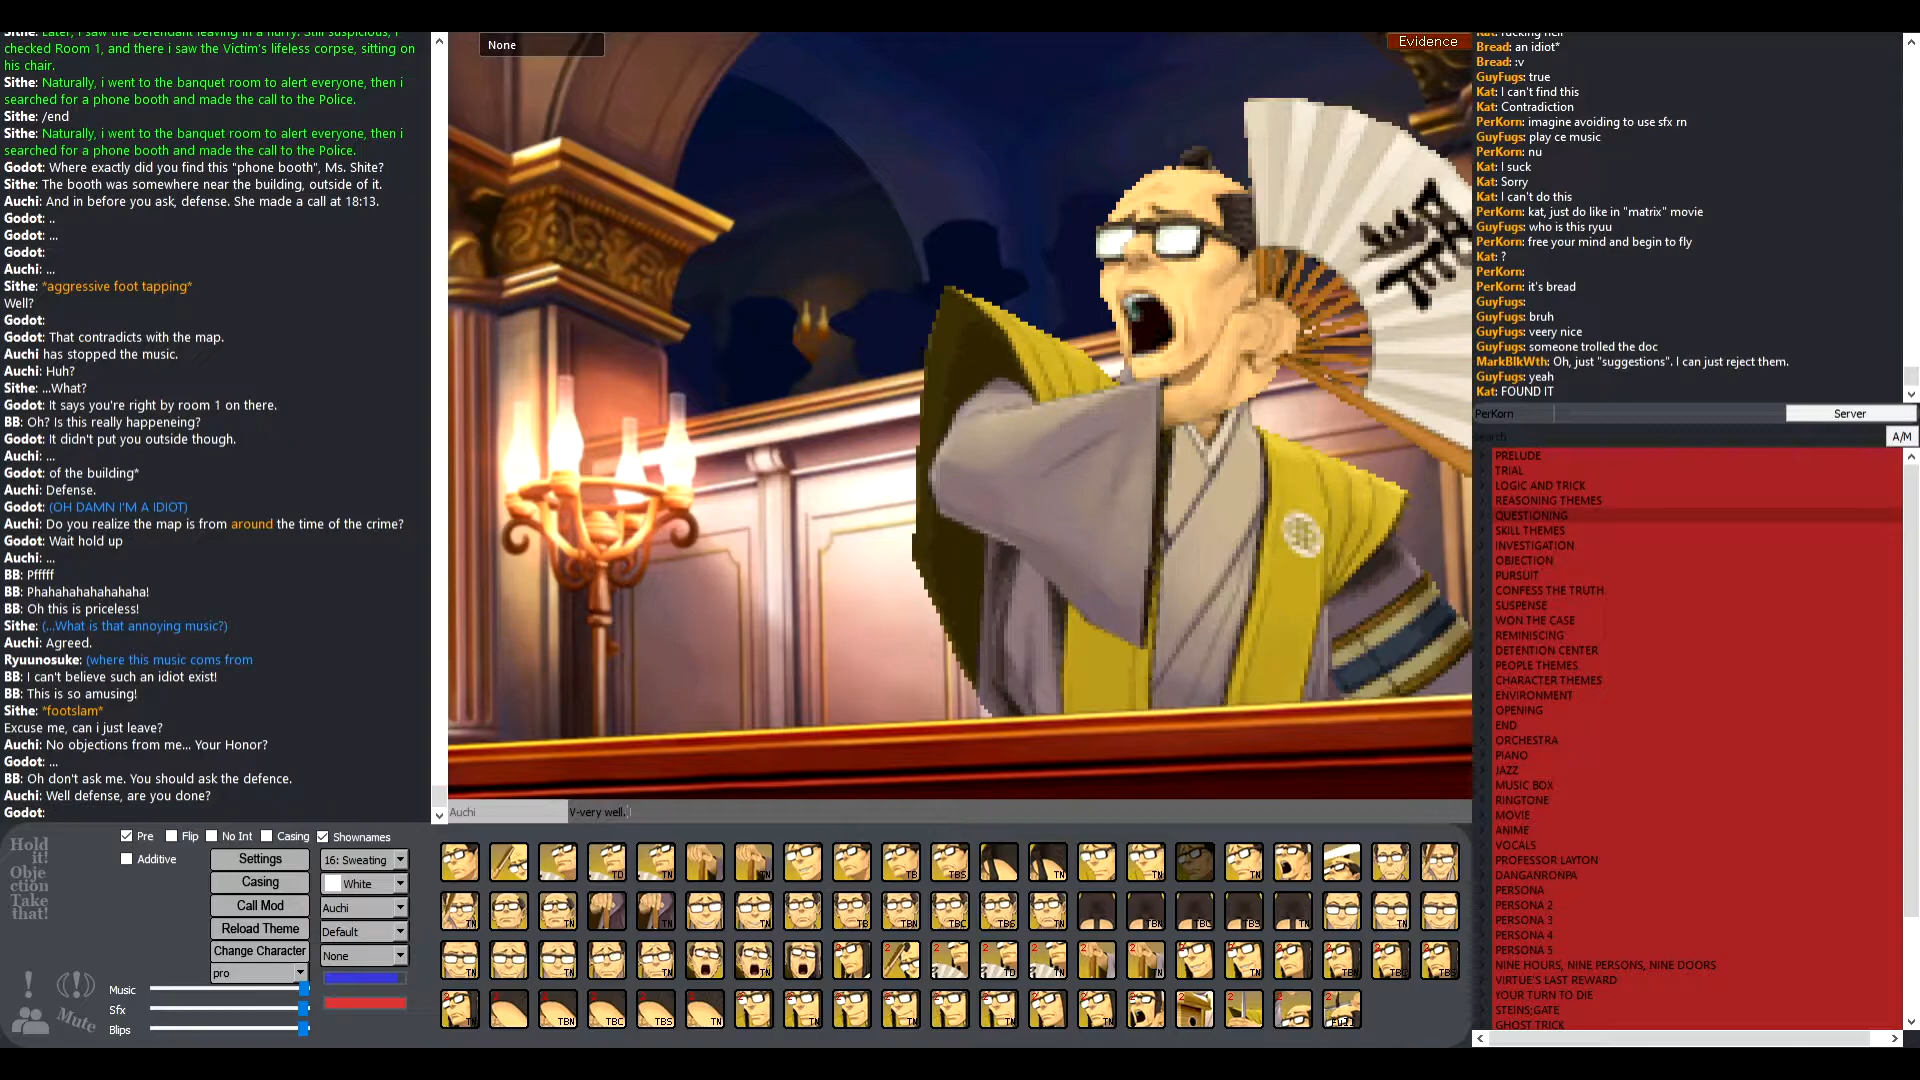 Sithe: Later, I saw the Defendant leaving in a hurry. Still suspicious, i
checked Room 1, and there i saw the Victim's lifeless corpse, sitting on
his chair.
Sithe: Naturally, i went to the banquet room to alert everyone, then i
searched for a phone booth and made the call to the Police.
Sithe: /end
Sithe: Naturally, i went to the banquet room to alert everyone, then i
searched for a phone booth and made the call to the Police.
Godot: Where exactly did you find this "phone booth", Ms. Shite?
Sithe: The booth was somewhere near the building, outside of it.
Auchi: And in before you ask, defense. She made a call at 18:13.
Godot: ..
Godot: ...
Godot:
Auchi: ...
Sithe: *aggressive foot tapping*
Well?
Godot:
Godot: That contradicts with the map.
Auchi has stopped the music.
Auchi: Huh?
Sithe: ...What?
Godot: It says you're right by room 1 on there.
BB: Oh? Is this really happeneing?
Godot: It didn't put you outside though.
Auchi: ...
Godot: of the building*
Auchi: Defense.
Godot: (OH DAMN I'M A IDIOT)
Auchi: Do you realize the map is from around the time of the crime?
Godot: Wait hold up
Auchi: ...
BB: Pfffff
BB: Phahahahahahahaha!
BB: Oh this is priceless!
Sithe: (...What is that annoying music?)
Auchi: Agreed.
Ryuunosuke: (where this music coms from
BB: I can't believe such an idiot exist!
BB: This is so amusing!
Sithe: *footslam*
Excuse me, can i just leave?
Auchi: No objections from me... Your Honor?
Godot: ...
BB: Oh don't ask me. You should ask the defence.
Auchi: Well defense, are you done?
Godot:
None
Evidence
Auchi
V-very well.
Kat: fucking hell
Bread: an idiot*
Bread: :v
GuyFugs: true
Kat: I can't find this
Kat: Contradiction
PerKorn: imagine avoiding to use sfx rn
GuyFugs: play ce music
PerKorn: nu
Kat: I suck
Kat: Sorry
Kat: I can't do this
PerKorn: kat, just do like in "matrix" movie
GuyFugs: who is this ryuu
PerKorn: free your mind and begin to fly
Kat: ?
PerKorn:
PerKorn: it's bread
GuyFugs:
GuyFugs: bruh
GuyFugs: veery nice
GuyFugs: someone trolled the doc
MarkBlkWth: Oh, just "suggestions". I can just reject them.
GuyFugs: yeah
Kat: FOUND IT
PerKorn
Server
Search
A/M
PRELUDE
TRIAL
LOGIC AND TRICK
REASONING THEMES
QUESTIONING
SKILL THEMES
INVESTIGATION
OBJECTION
PURSUIT
CONFESS THE TRUTH
SUSPENSE
WON THE CASE
REMINISCING
DETENTION CENTER
PEOPLE THEMES
CHARACTER THEMES
ENVIRONMENT
OPENING
END
ORCHESTRA
PIANO
JAZZ
MUSIC BOX
RINGTONE
MOVIE
ANIME
VOCALS
PROFESSOR LAYTON
DANGANRONPA
PERSONA
PERSONA 2
PERSONA 3
PERSONA 4
PERSONA 5
NINE HOURS, NINE PERSONS, NINE DOORS
VIRTUE'S LAST REWARD
YOUR TURN TO DIE
STEINS;GATE
GHOST TRICK
Hold
it!
Obje
ction
Take
that!
Pre
Flip
No Int
Casing
Shownames
Additive
Settings
Casing
Call Mod
Reload Theme
Change Character
pro
16: Sweating
White
Auchi
Default
None
Mute
Music
Sfx
Blips